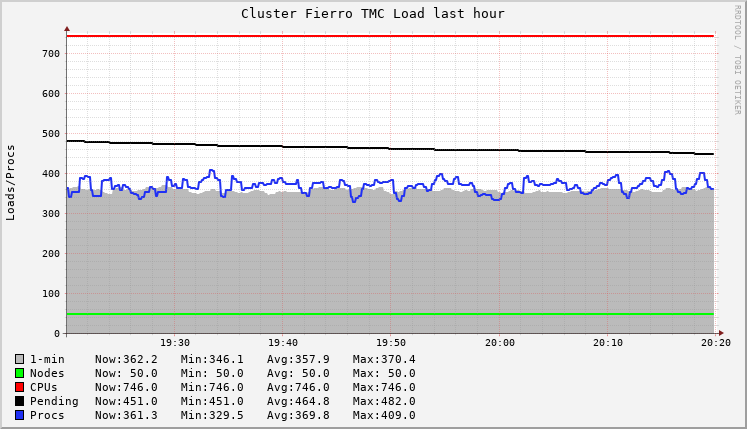 Cluster Fierro TMC Load last hour
RRDTOOL / TOBI OETIKER
Loads/Procs
700
600
500
400
300
200
100
0
19:30 19:40 19:50 20:00 20:10 20:20
1-min Now:362.2 Min:346.1 Avg:357.9 Max:370.4
Nodes Now: 50.0 Min: 50.0 Avg: 50.0 Max: 50.0
CPUs Now:746.0 Min:746.0 Avg:746.0 Max:746.0
Pending Now:451.0 Min:451.0 Avg:464.8 Max:482.0
Procs Now:361.3 Min:329.5 Avg:369.8 Max:409.0